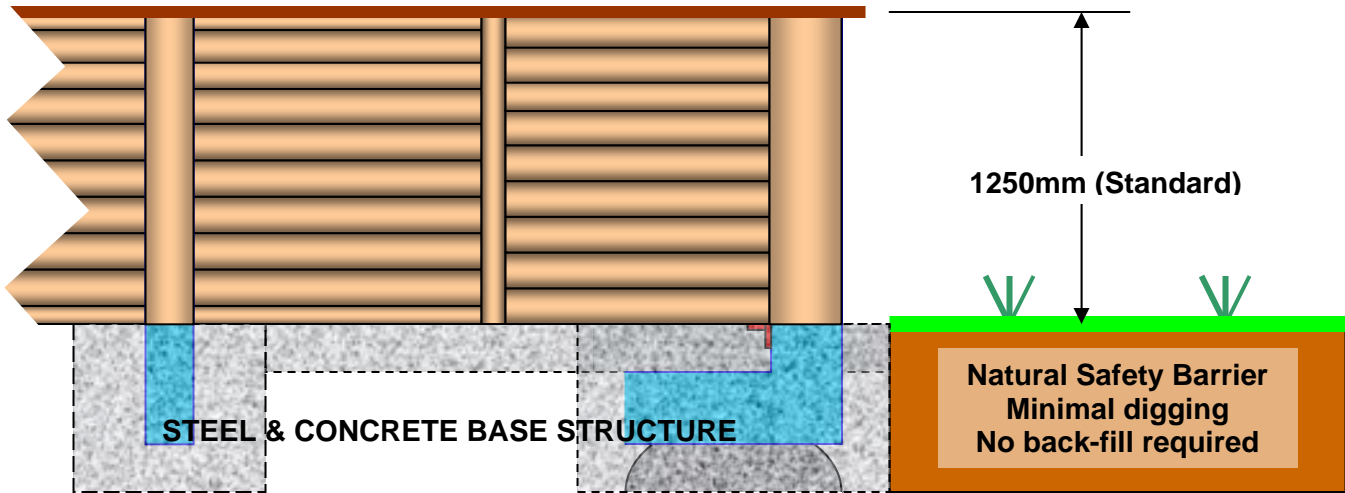 1250mm (Standard)
Natural Safety Barrier
Minimal digging
No back-fill required
STEEL & CONCRETE BASE STRUCTURE